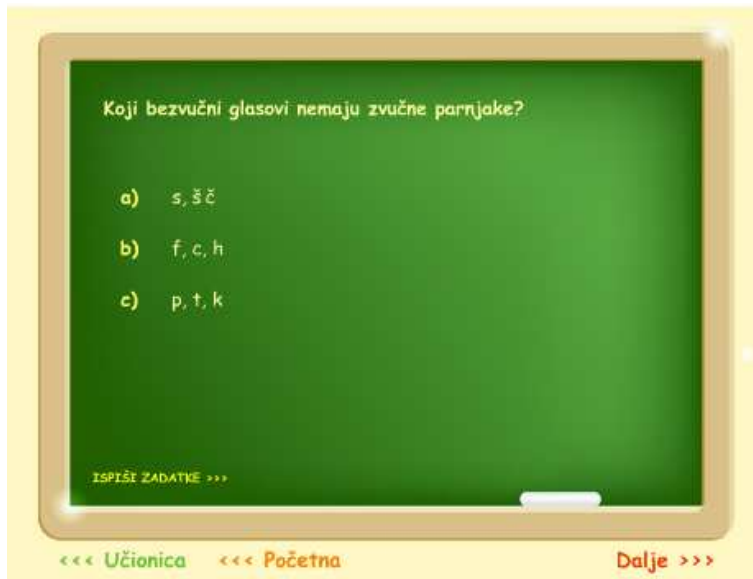 Koji bezvučni glasovi nemaju zvučne parnjake?
a) s, š č
b) f, c, h
c) p, t, k
ISPIŠI ZADATKE >>>
<<< Učionica <<< Početna Dalje >>>